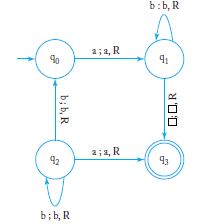 b : b, R
q0
a ; a, R
q1
b ; b, R
□; □, R
q2
a ; a, R
q3
b ; b, R